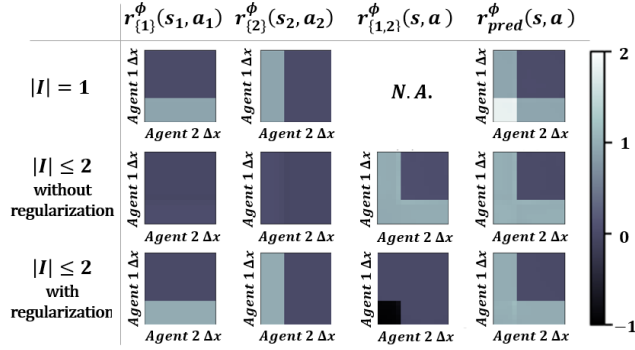 r^ϕ_{1}(s₁, a₁) r^ϕ_{2}(s₂, a₂) r^ϕ_{1,2}(s, a) r^ϕ_pred(s, a)
|I| = 1
Agent 1 Δx
Agent 2 Δx
Agent 1 Δx
Agent 2 Δx
N.A.
Agent 1 Δx
Agent 2 Δx
|I| ≤ 2
without
regularization
Agent 1 Δx
Agent 2 Δx
Agent 1 Δx
Agent 2 Δx
Agent 1 Δx
Agent 2 Δx
Agent 1 Δx
Agent 2 Δx
|I| ≤ 2
with
regularization
Agent 1 Δx
Agent 2 Δx
Agent 1 Δx
Agent 2 Δx
Agent 1 Δx
Agent 2 Δx
Agent 1 Δx
Agent 2 Δx
2
1
0
−1